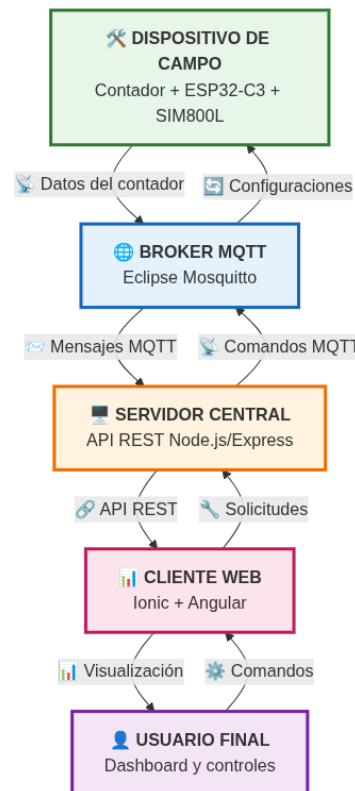 🛠️ DISPOSITIVO DE
CAMPO
Contador + ESP32-C3 +
SIM800L
📡 Datos del contador
🔄 Configuraciones
🌐 BROKER MQTT
Eclipse Mosquitto
📨 Mensajes MQTT
📡 Comandos MQTT
🖥️ SERVIDOR CENTRAL
API REST Node.js/Express
🔗 API REST
🔧 Solicitudes
📊 CLIENTE WEB
Ionic + Angular
📊 Visualización
⚙️ Comandos
👤 USUARIO FINAL
Dashboard y controles